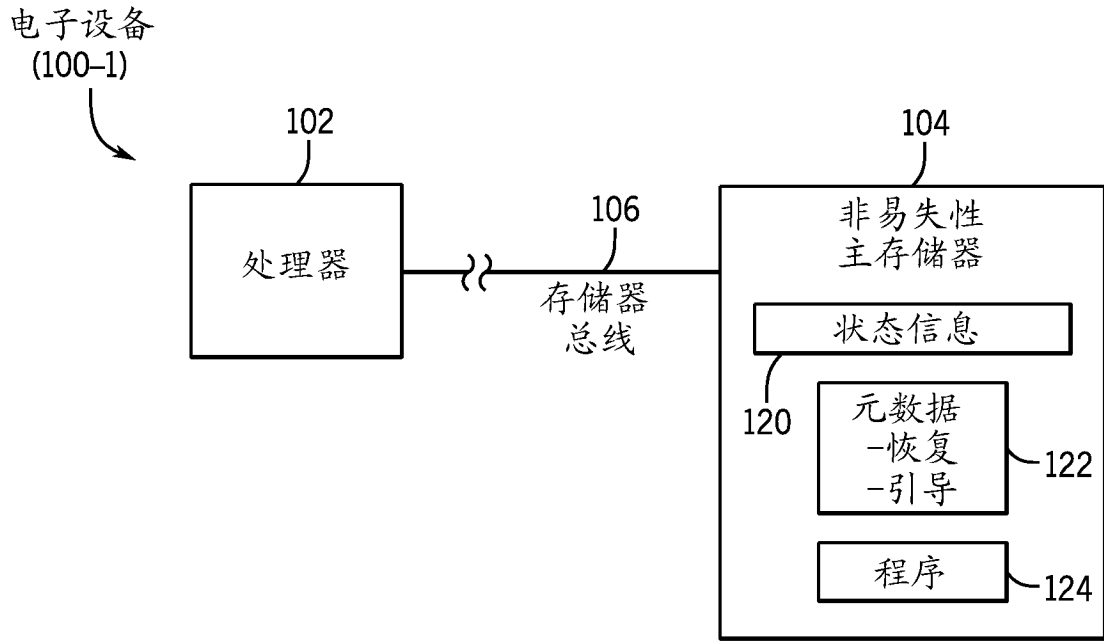 电子设备
(100–1)
102
处理器
106
存储器
总线
104
非易失性
主存储器
状态信息
120
元数据
–恢复
–引导
122
程序
124